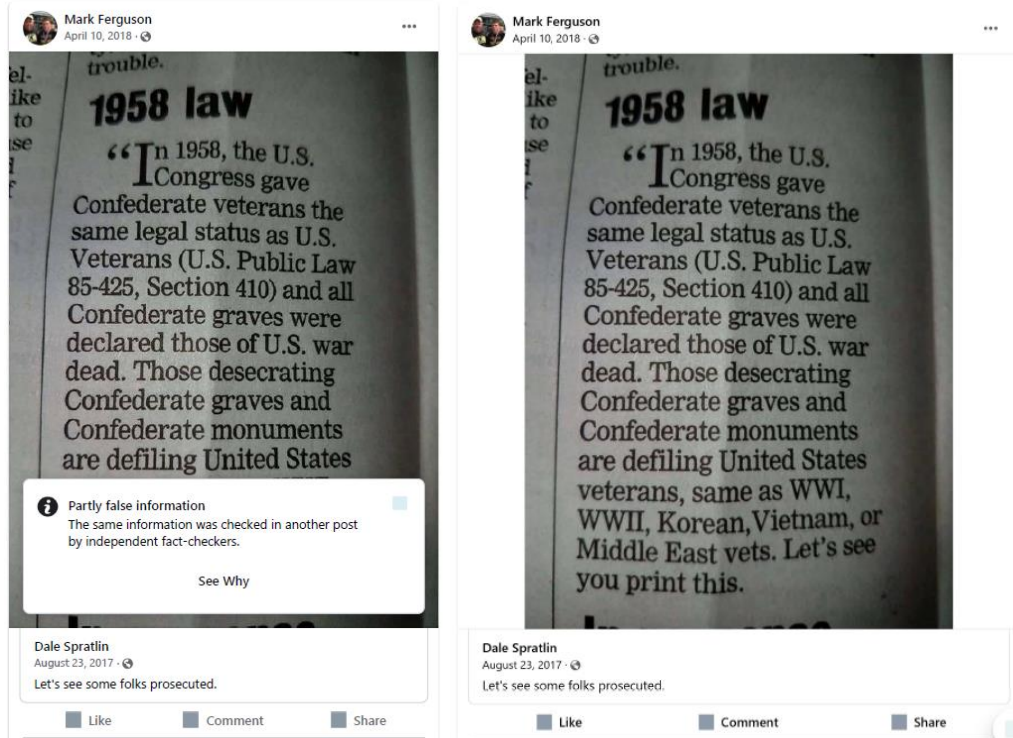 Mark Ferguson
April 10, 2018
trouble.
el-
ike
to
se
1958 law
“In 1958, the U.S.
Congress gave
Confederate veterans the
same legal status as U.S.
Veterans (U.S. Public Law
85-425, Section 410) and all
Confederate graves were
declared those of U.S. war
dead. Those desecrating
Confederate graves and
Confederate monuments
are defiling United States
Partly false information
The same information was checked in another post
by independent fact-checkers.
See Why
Dale Spratlin
August 23, 2017
Let's see some folks prosecuted.
Like Comment Share
Mark Ferguson
April 10, 2018
trouble.
el-
ike
to
se
1958 law
“In 1958, the U.S.
Congress gave
Confederate veterans the
same legal status as U.S.
Veterans (U.S. Public Law
85-425, Section 410) and all
Confederate graves were
declared those of U.S. war
dead. Those desecrating
Confederate graves and
Confederate monuments
are defiling United States
veterans, same as WWI,
WWII, Korean, Vietnam, or
Middle East vets. Let's see
you print this.
Dale Spratlin
August 23, 2017
Let's see some folks prosecuted.
Like Comment Share